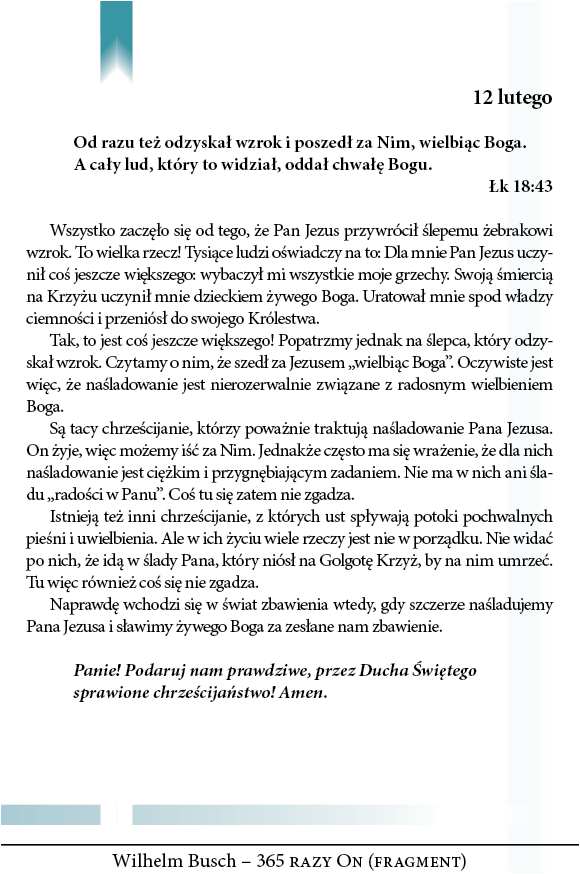 12 lutego
Od razu też odzyskał wzrok i poszedł za Nim, wielbiąc Boga.
A cały lud, który to widział, oddał chwałę Bogu.
Łk 18:43
Wszystko zaczęło się od tego, że Pan Jezus przywrócił ślepemu żebrakowi
wzrok. To wielka rzecz! Tysiące ludzi oświadczy na to: Dla mnie Pan Jezus uczy-
nił coś jeszcze większego: wybaczył mi wszystkie moje grzechy. Swoją śmiercią
na Krzyżu uczynił mnie dzieckiem żywego Boga. Uratował mnie spod władzy
ciemności i przeniósł do swojego Królestwa.
Tak, to jest coś jeszcze większego! Popatrzmy jednak na ślepca, który odzy-
skał wzrok. Czytamy o nim, że szedł za Jezusem „wielbiąc Boga”. Oczywiste jest
więc, że naśladowanie jest nierozerwalnie związane z radosnym wielbieniem
Boga.
Są tacy chrześcijanie, którzy poważnie traktują naśladowanie Pana Jezusa.
On żyje, więc możemy iść za Nim. Jednakże często ma się wrażenie, że dla nich
naśladowanie jest ciężkim i przygnębiającym zadaniem. Nie ma w nich ani śla-
du „radości w Panu”. Coś tu się zatem nie zgadza.
Istnieją też inni chrześcijanie, z których ust spływają potoki pochwalnych
pieśni i uwielbienia. Ale w ich życiu wiele rzeczy jest nie w porządku. Nie widać
po nich, że idą w ślady Pana, który niósł na Golgotę Krzyż, by na nim umrzeć.
Tu więc również coś się nie zgadza.
Naprawdę wchodzi się w świat zbawienia wtedy, gdy szczerze naśladujemy
Pana Jezusa i sławimy żywego Boga za zesłane nam zbawienie.
Panie! Podaruj nam prawdziwe, przez Ducha Świętego
sprawione chrześcijaństwo! Amen.
Wilhelm Busch – 365 razy On (fragment)